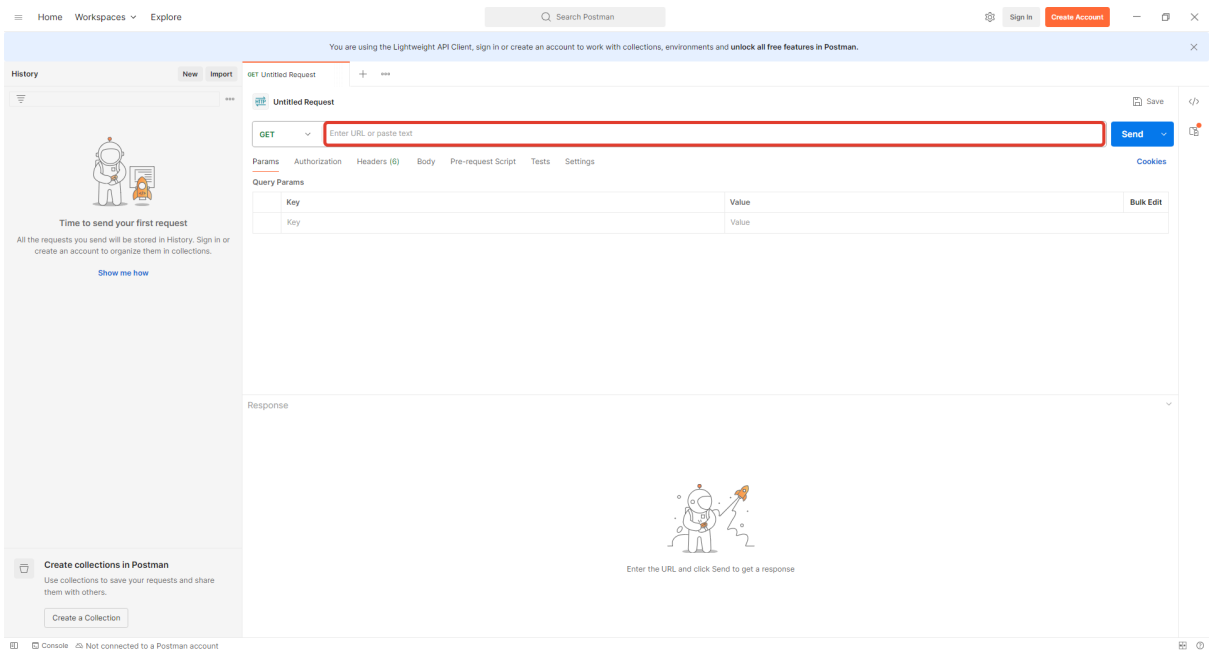 Home Workspaces Explore
Search Postman
Sign In Create Account
You are using the Lightweight API Client, sign in or create an account to work with collections, environments and unlock all free features in Postman.
History New Import
GET Untitled Request
HTTP Untitled Request
Save
GET Enter URL or paste text Send
Params Authorization Headers (6) Body Pre-request Script Tests Settings Cookies
Query Params
Key Value Bulk Edit
Key Value
Time to send your first request
All the requests you send will be stored in History. Sign in or
create an account to organize them in collections.
Show me how
Response
Enter the URL and click Send to get a response
Create collections in Postman
Use collections to save your requests and share
them with others.
Create a Collection
Console Not connected to a Postman account